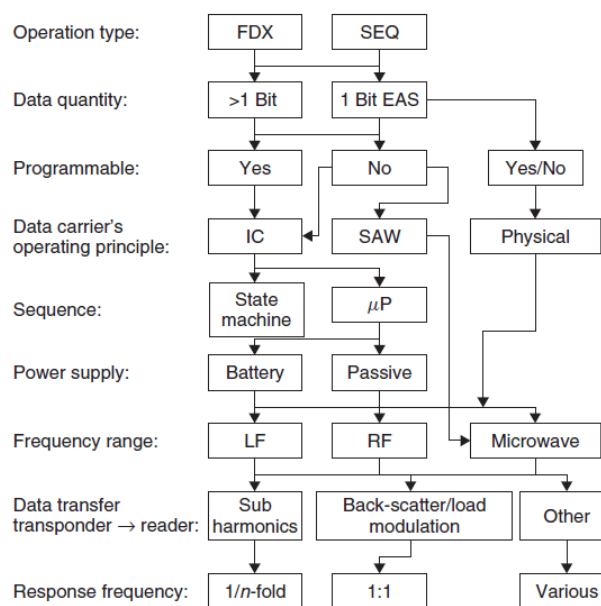 Operation type: FDX SEQ
Data quantity: >1 Bit 1 Bit EAS
Programmable: Yes No Yes/No
Data carrier's
operating principle: IC SAW Physical
Sequence: State
machine μP
Power supply: Battery Passive
Frequency range: LF RF Microwave
Data transfer
transponder → reader: Sub
harmonics Back-scatter/load
modulation Other
Response frequency: 1/n-fold 1:1 Various